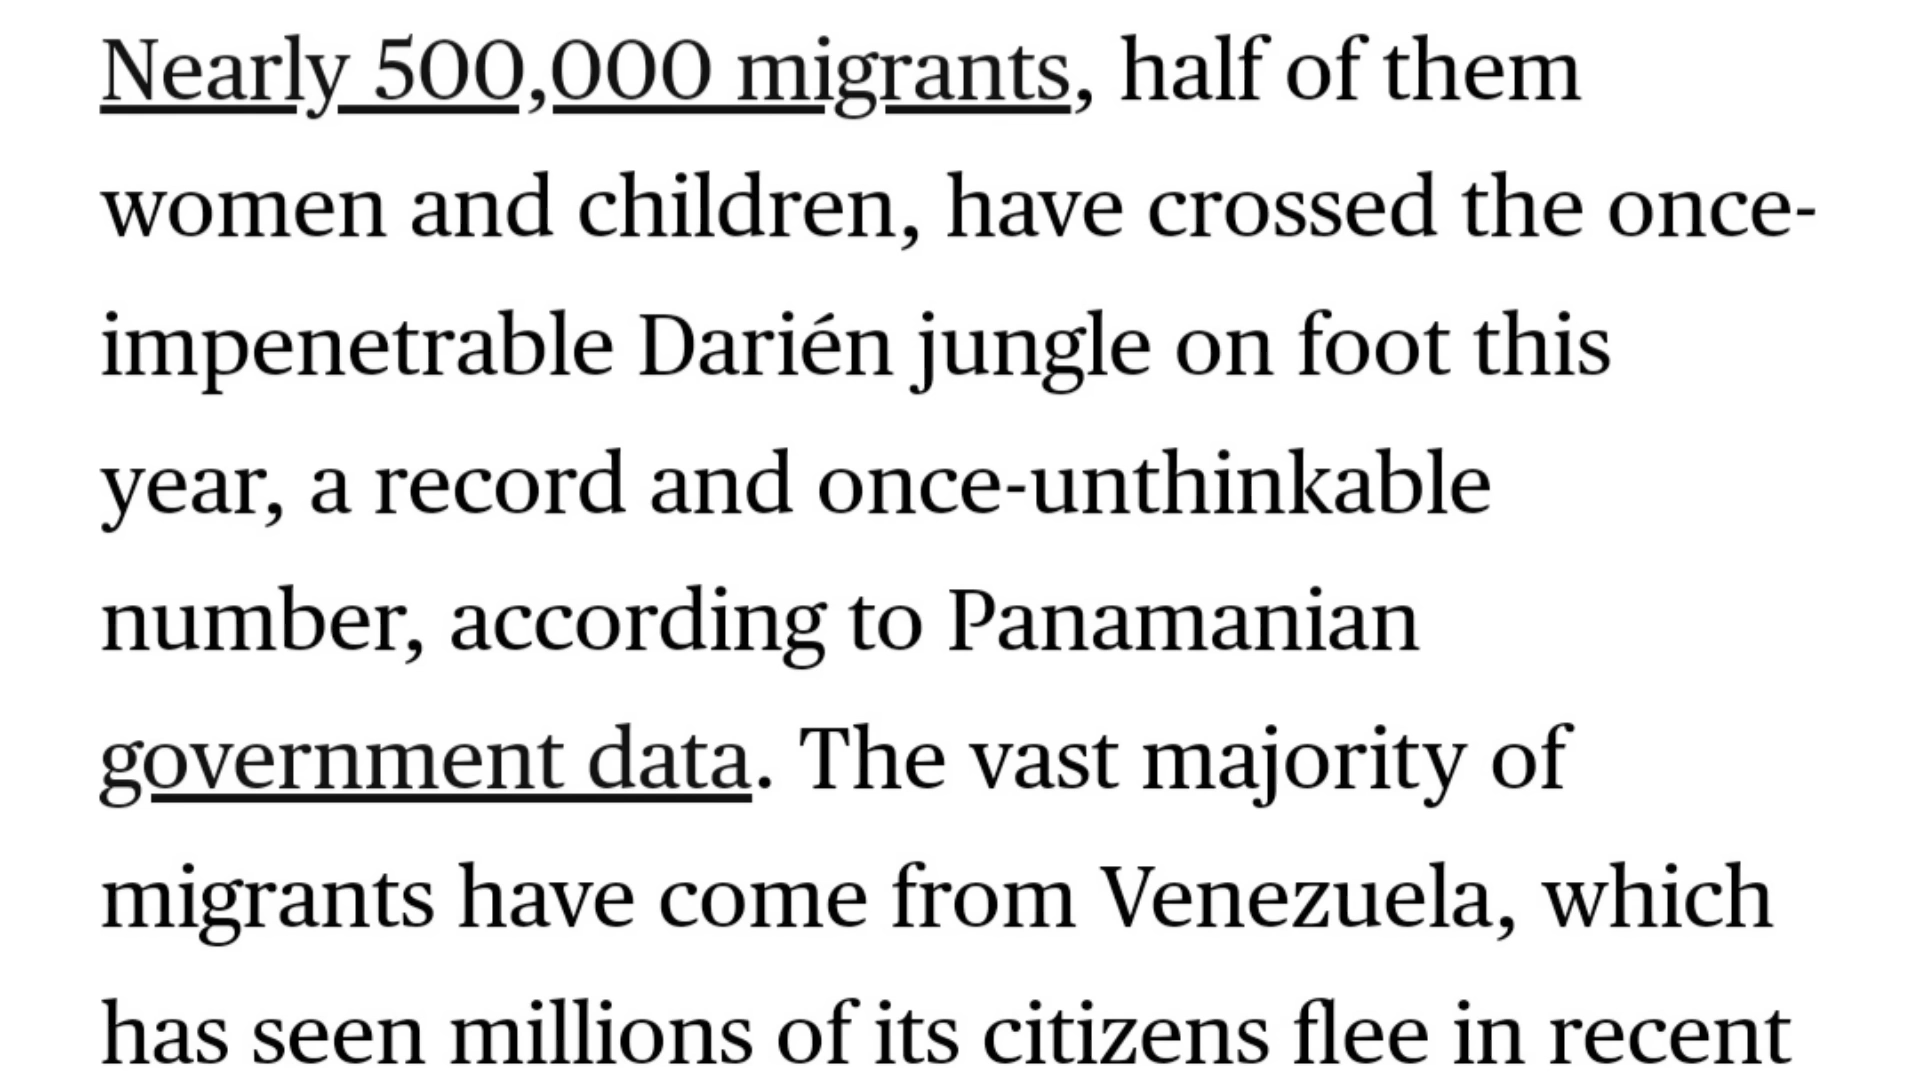 Nearly 500,000 migrants, half of them
women and children, have crossed the once-
impenetrable Darién jungle on foot this
year, a record and once-unthinkable
number, according to Panamanian
government data. The vast majority of
migrants have come from Venezuela, which
has seen millions of its citizens flee in recent